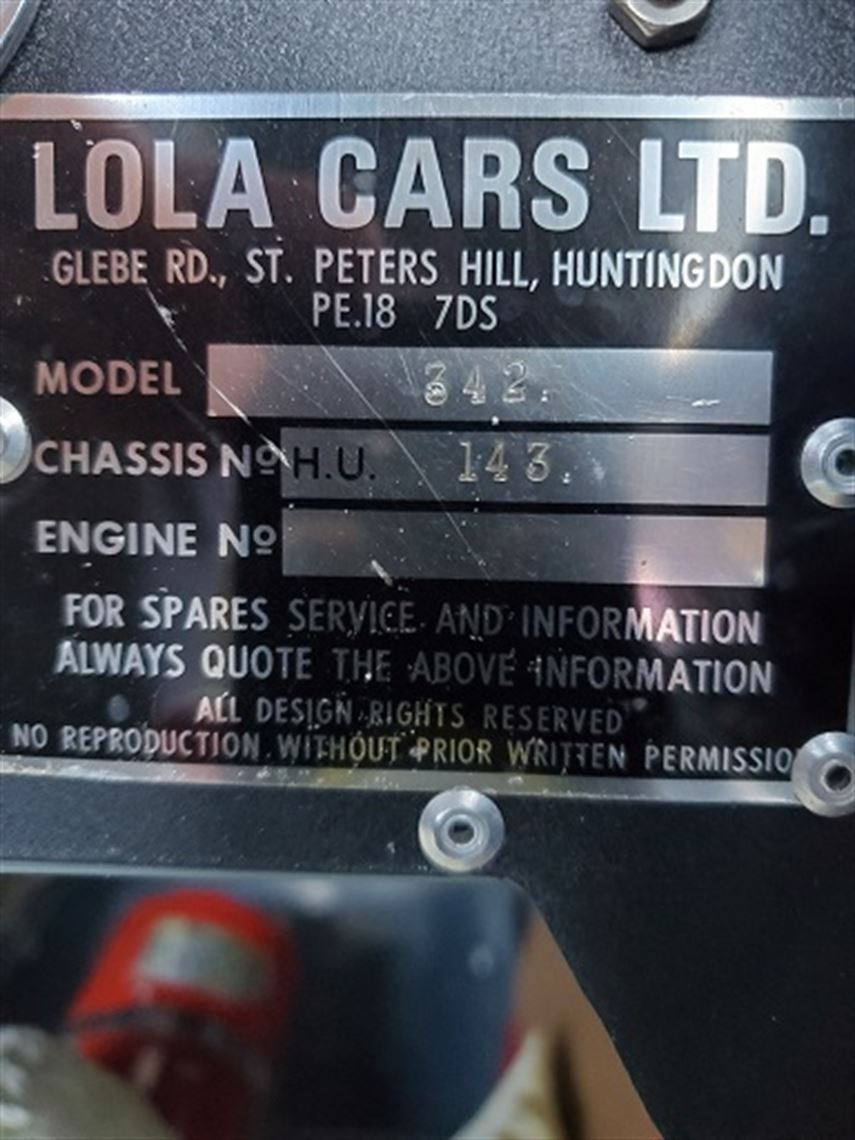 LOLA CARS LTD.
GLEBE RD., ST. PETERS HILL, HUNTINGDON
PE.18 7DS
MODEL 342.
CHASSIS Nº H.U. 143.
ENGINE Nº
FOR SPARES SERVICE AND INFORMATION
ALWAYS QUOTE THE ABOVE INFORMATION
ALL DESIGN RIGHTS RESERVED
NO REPRODUCTION WITHOUT PRIOR WRITTEN PERMISSIO